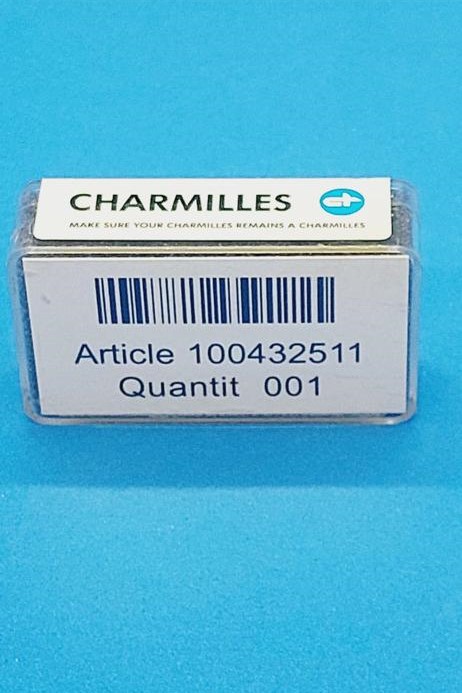 CHARMILLES
MAKE SURE YOUR CHARMILLES REMAINS A CHARMILLES
Article 100432511
Quantit 001